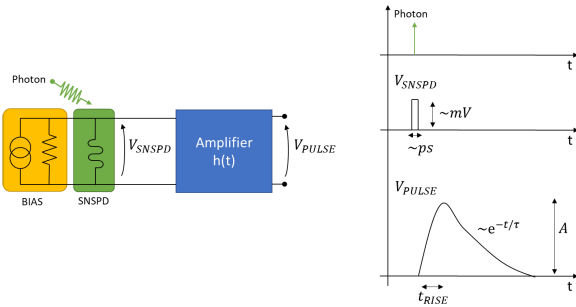 Photon
BIAS
SNSPD
V_SNSPD
Amplifier
h(t)
V_PULSE
Photon
t
V_SNSPD
~mV
~ps
t
V_PULSE
~e^{-t/τ}
A
t_RISE
t